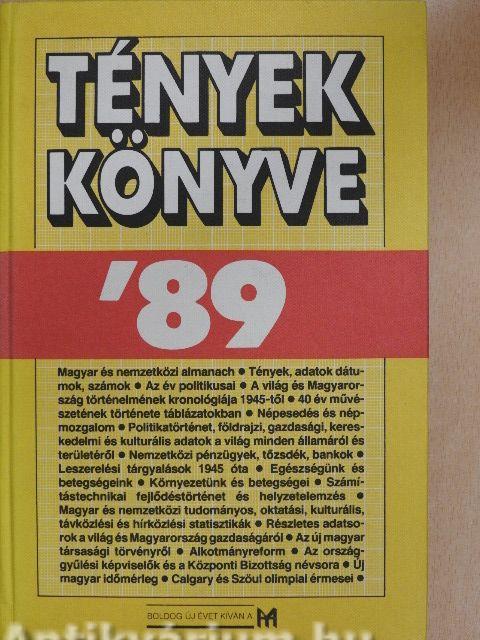 TÉNYEK
KÖNYVE
'89
Magyar és nemzetközi almanach ● Tények, adatok dátu-
mok, számok ● Az év politikusai ● A világ és Magyaror-
szág történelmének kronológiája 1945-től ● 40 év művé-
szetének története táblázatokban ● Népesedés és nép-
mozgalom ● Politikatörténet, földrajzi, gazdasági, keres-
kedelmi és kulturális adatok a világ minden államáról és
területéről ● Nemzetközi pénzügyek, tőzsdék, bankok ●
Leszerelési tárgyalások 1945 óta ● Egészségünk és
betegségeink ● Környezetünk és betegségei ● Számí-
tástechnikai fejlődéstörténet és helyzetelemzés ●
Magyar és nemzetközi tudományos, oktatási, kulturális,
távközlési és hírközlési statisztikák ● Részletes adatso-
rok a világ és Magyarország gazdaságáról ● Az új magyar
társasági törvényről ● Alkotmányreform ● Az ország-
gyűlési képviselők és a Központi Bizottság névsora ● Új
magyar időmérleg ● Calgary és Szöul olimpiai érmesei ●
BOLDOG ÚJ ÉVET KÍVÁN A